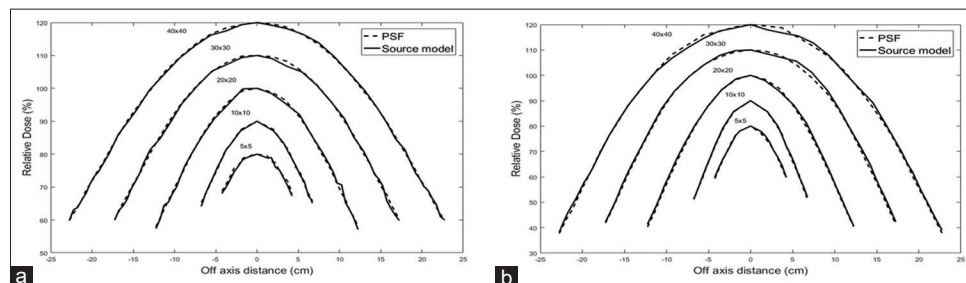 120
110
100
90
80
70
60
50
-25 -20 -15 -10 -5 0 5 10 15 20 25
Relative Dose (%)
Off axis distance (cm)
40x40
30x30
20x20
10x10
5x5
PSF
Source model
a
120
110
100
90
80
70
60
50
40
30
-25 -20 -15 -10 -5 0 5 10 15 20 25
Relative Dose (%)
Off axis distance (cm)
40x40
30x30
20x20
10x10
5x5
PSF
Source model
b